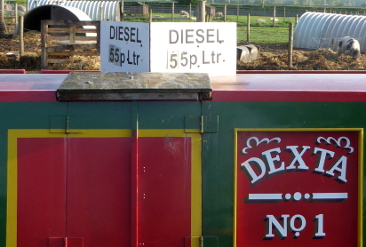 DIESEL
55p Ltr.
DIESEL
55p. Ltr.
DEXTA
No 1